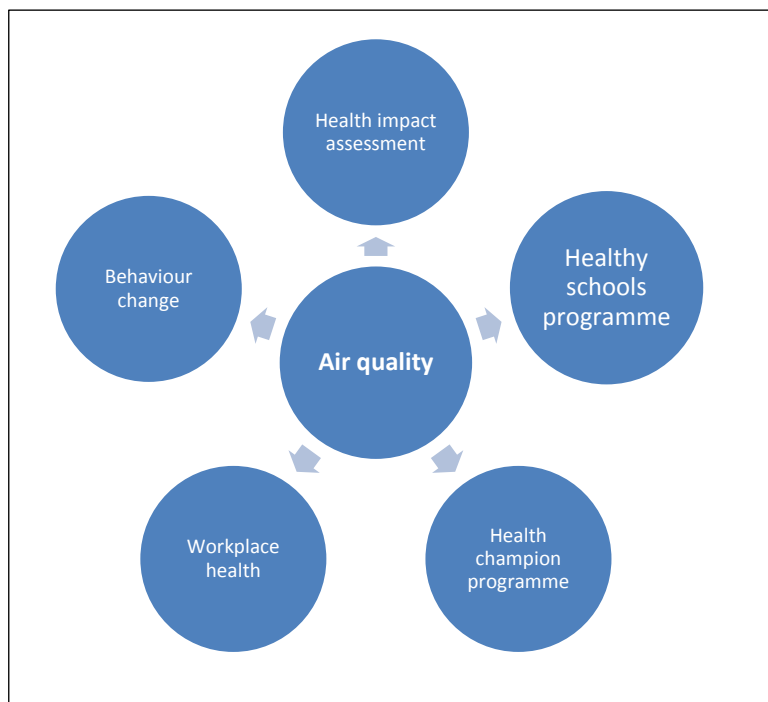 Health impact
assessment
Healthy
schools
programme
Behaviour
change
Air quality
Workplace
health
Health
champion
programme